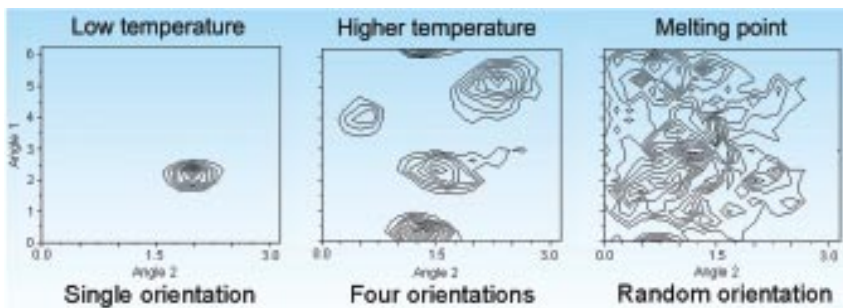 Low temperature
Higher temperature
Melting point
6
5
4
3
2
1
0
Angle 1
0.0
1.5
3.0
Angle 2
0.0
1.5
3.0
Angle 2
0.0
1.5
3.0
Angle 2
Single orientation
Four orientations
Random orientation